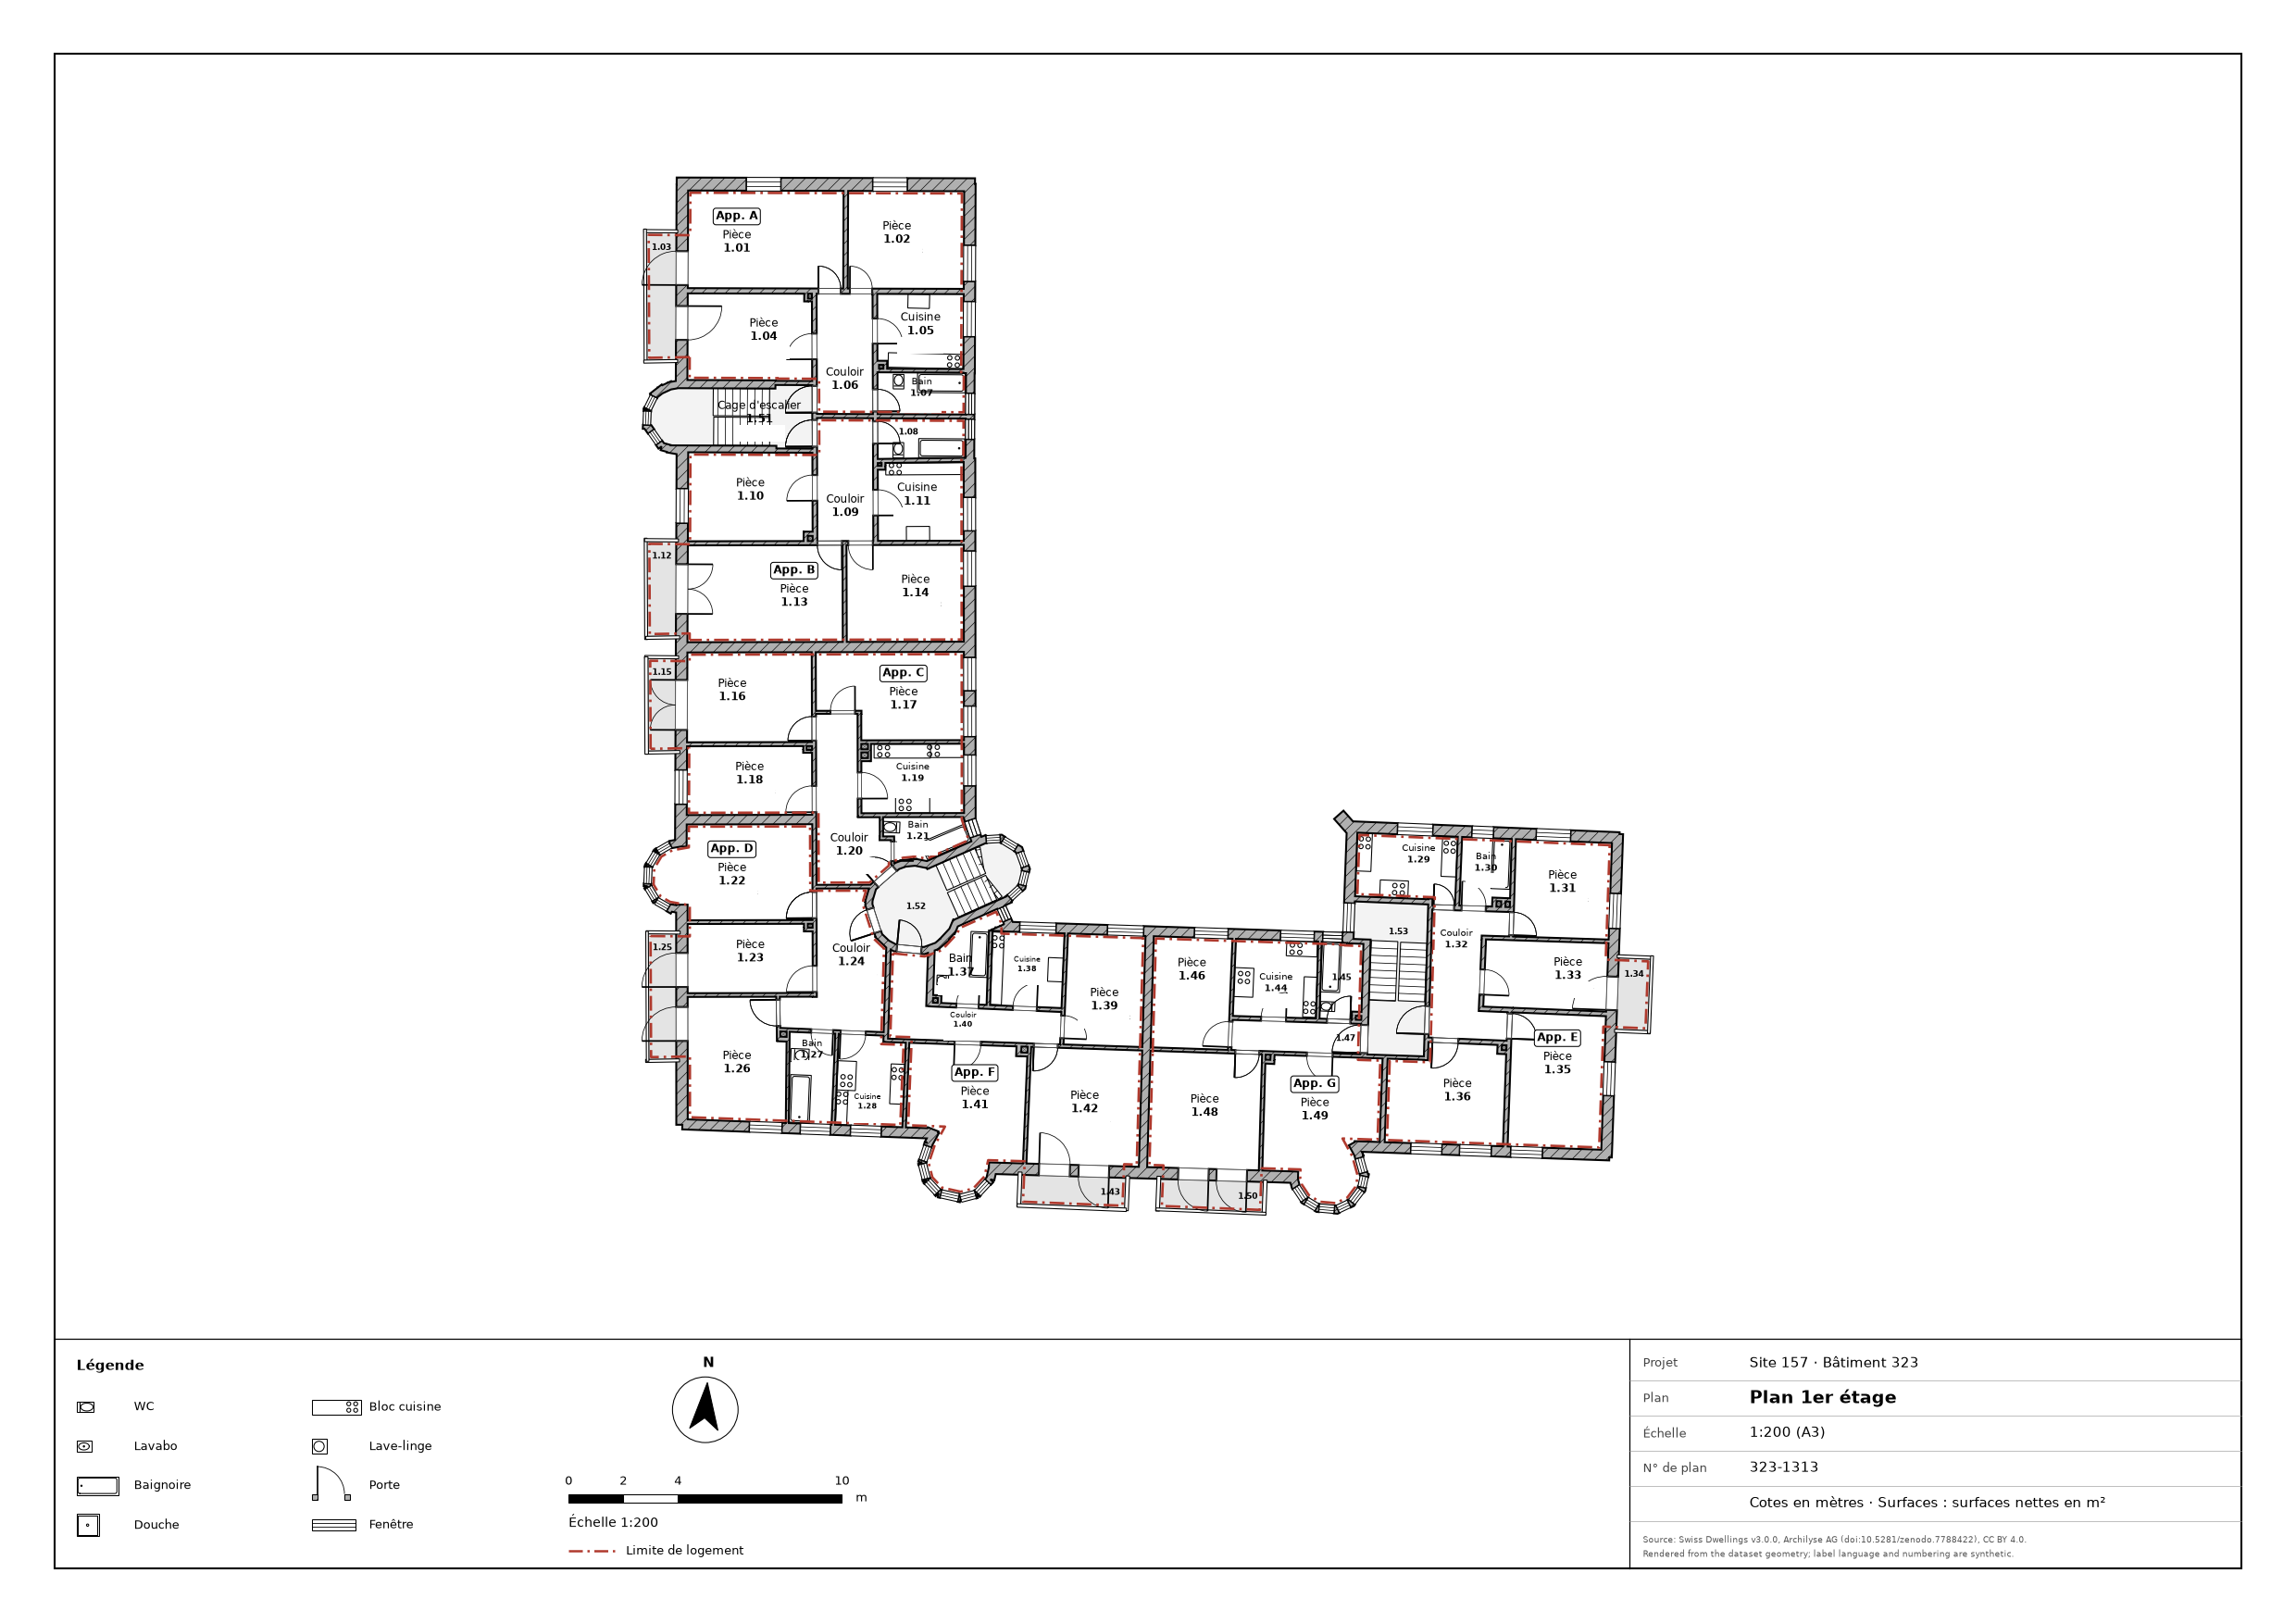 App. A
Pièce
1.01
Pièce
1.02
1.03
Pièce
1.04
Cuisine
1.05
Couloir
1.06
Bain
1.07
Cage d'escalier
1.51
1.08
Pièce
1.10
Couloir
1.09
Cuisine
1.11
1.12
App. B
Pièce
1.13
Pièce
1.14
1.15
Pièce
1.16
App. C
Pièce
1.17
Pièce
1.18
Cuisine
1.19
Couloir
1.20
Bain
1.21
App. D
Pièce
1.22
1.52
Pièce
1.23
Couloir
1.24
1.25
Pièce
1.26
Bain
1.27
Cuisine
1.28
Cuisine
1.29
Bain
1.30
Pièce
1.31
Couloir
1.32
Pièce
1.33
1.34
App. E
Pièce
1.35
Pièce
1.36
Bain
1.37
Cuisine
1.38
Pièce
1.39
Couloir
1.40
App. F
Pièce
1.41
Pièce
1.42
1.43
Cuisine
1.44
1.45
Pièce
1.46
1.47
Pièce
1.48
App. G
Pièce
1.49
1.50
1.53
Légende
WC
Lavabo
Baignoire
Douche
Bloc cuisine
Lave-linge
Porte
Fenêtre
N
0 2 4 10
m
Échelle 1:200
Limite de logement
Projet Site 157 · Bâtiment 323
Plan Plan 1er étage
Échelle 1:200 (A3)
N° de plan 323-1313
Cotes en mètres · Surfaces : surfaces nettes en m²
Source: Swiss Dwellings v3.0.0, Archilyse AG (doi:10.5281/zenodo.7788422), CC BY 4.0.
Rendered from the dataset geometry; label language and numbering are synthetic.